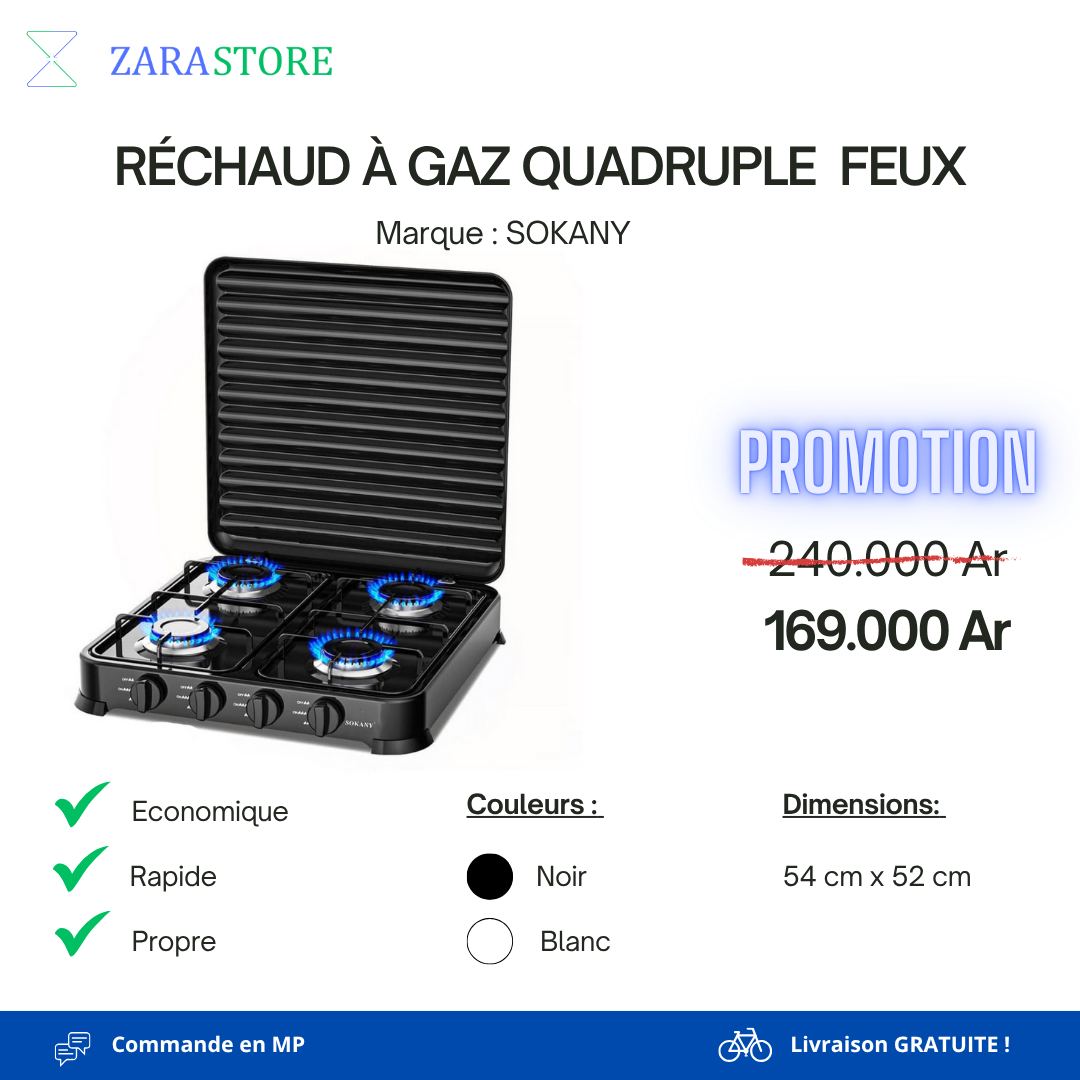 ZARASTORE
RÉCHAUD À GAZ QUADRUPLE FEUX
Marque : SOKANY
PROMOTION
240.000 Ar
169.000 Ar
SOKANY
Economique
Rapide
Propre
Couleurs :
Noir
Blanc
Dimensions:
54 cm x 52 cm
Commande en MP
Livraison GRATUITE !